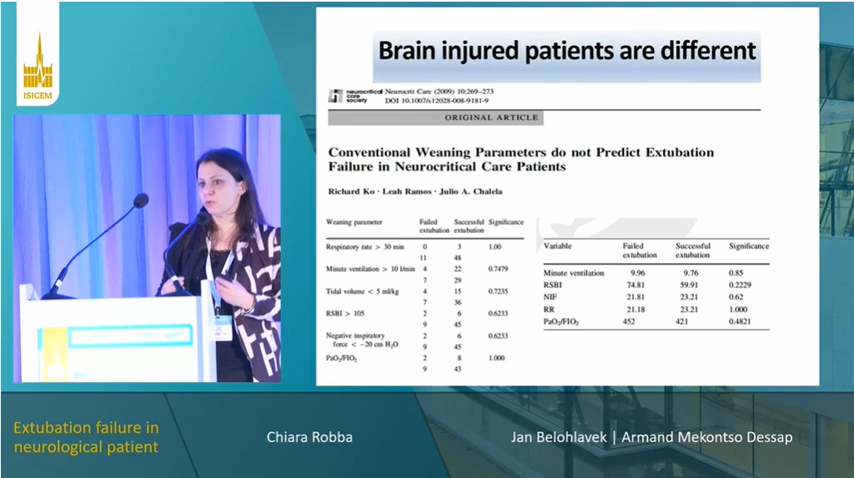 ISICEM
Brain injured patients are different
neurocritical care society
Neurocrit Care (2009) 10:269–273
DOI 10.1007/s12028-008-9181-9
ORIGINAL ARTICLE
Conventional Weaning Parameters do not Predict Extubation
Failure in Neurocritical Care Patients
Richard Ko · Leah Ramos · Julio A. Chalela
Weaning parameter Failed extubation Successful extubation Significance
Respiratory rate > 30 min 0 3 1.00
11 48
Minute ventilation > 10 l/min 4 22 0.7479
7 29
Tidal volume < 5 ml/kg 4 15 0.7235
7 36
RSBI > 105 2 6 0.6233
9 45
Negative inspiratory force < −20 cm H2O 2 6 0.6233
9 45
PaO2/FIO2 2 8 1.000
9 43
Variable Failed extubation Successful extubation Significance
Minute ventilation 9.96 9.76 0.85
RSBI 74.81 59.91 0.2229
NIF 21.81 23.21 0.62
RR 21.18 23.21 1.000
PaO2/FIO2 452 421 0.4821
Extubation failure in
neurological patient
Chiara Robba
Jan Belohlavek | Armand Mekontso Dessap